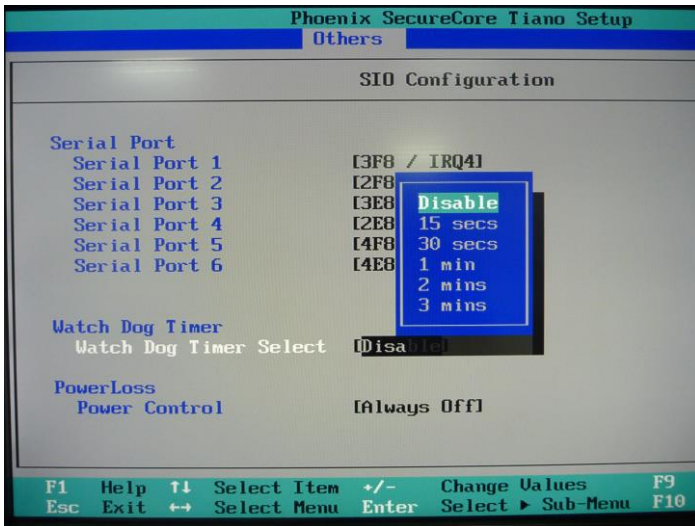 Phoenix SecureCore Tiano Setup
Others
SIO Configuration
Serial Port
Serial Port 1 [3F8 / IRQ4]
Serial Port 2 [2F8
Serial Port 3 [3E8
Serial Port 4 [2E8
Serial Port 5 [4F8
Serial Port 6 [4E8
Disable
15 secs
30 secs
1 min
2 mins
3 mins
Watch Dog Timer
Watch Dog Timer Select [Disable]
PowerLoss
Power Control [Always Off]
F1 Help ↑↓ Select Item +/- Change Values F9
Esc Exit ↔ Select Menu Enter Select ▶ Sub-Menu F10